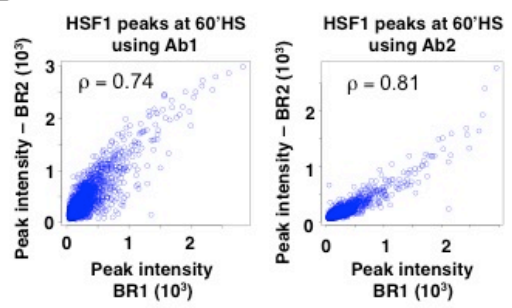 HSF1 peaks at 60'HS
using Ab1
ρ = 0.74
Peak intensity – BR2 (10³)
3
2
1
0
0 1 2
Peak intensity
BR1 (10³)
HSF1 peaks at 60'HS
using Ab2
ρ = 0.81
Peak intensity – BR2 (10³)
2
1
0
0 1 2
Peak intensity
BR1 (10³)